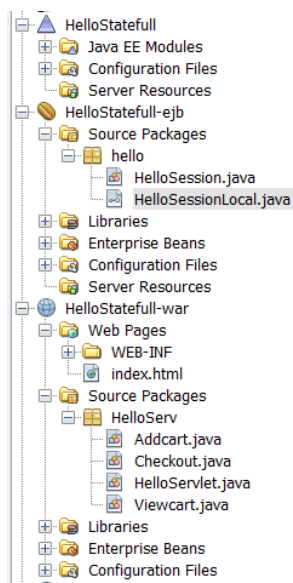 HelloStatefull
Java EE Modules
Configuration Files
Server Resources
HelloStatefull-ejb
Source Packages
hello
HelloSession.java
HelloSessionLocal.java
Libraries
Enterprise Beans
Configuration Files
Server Resources
HelloStatefull-war
Web Pages
WEB-INF
index.html
Source Packages
HelloServ
Addcart.java
Checkout.java
HelloServlet.java
Viewcart.java
Libraries
Enterprise Beans
Configuration Files